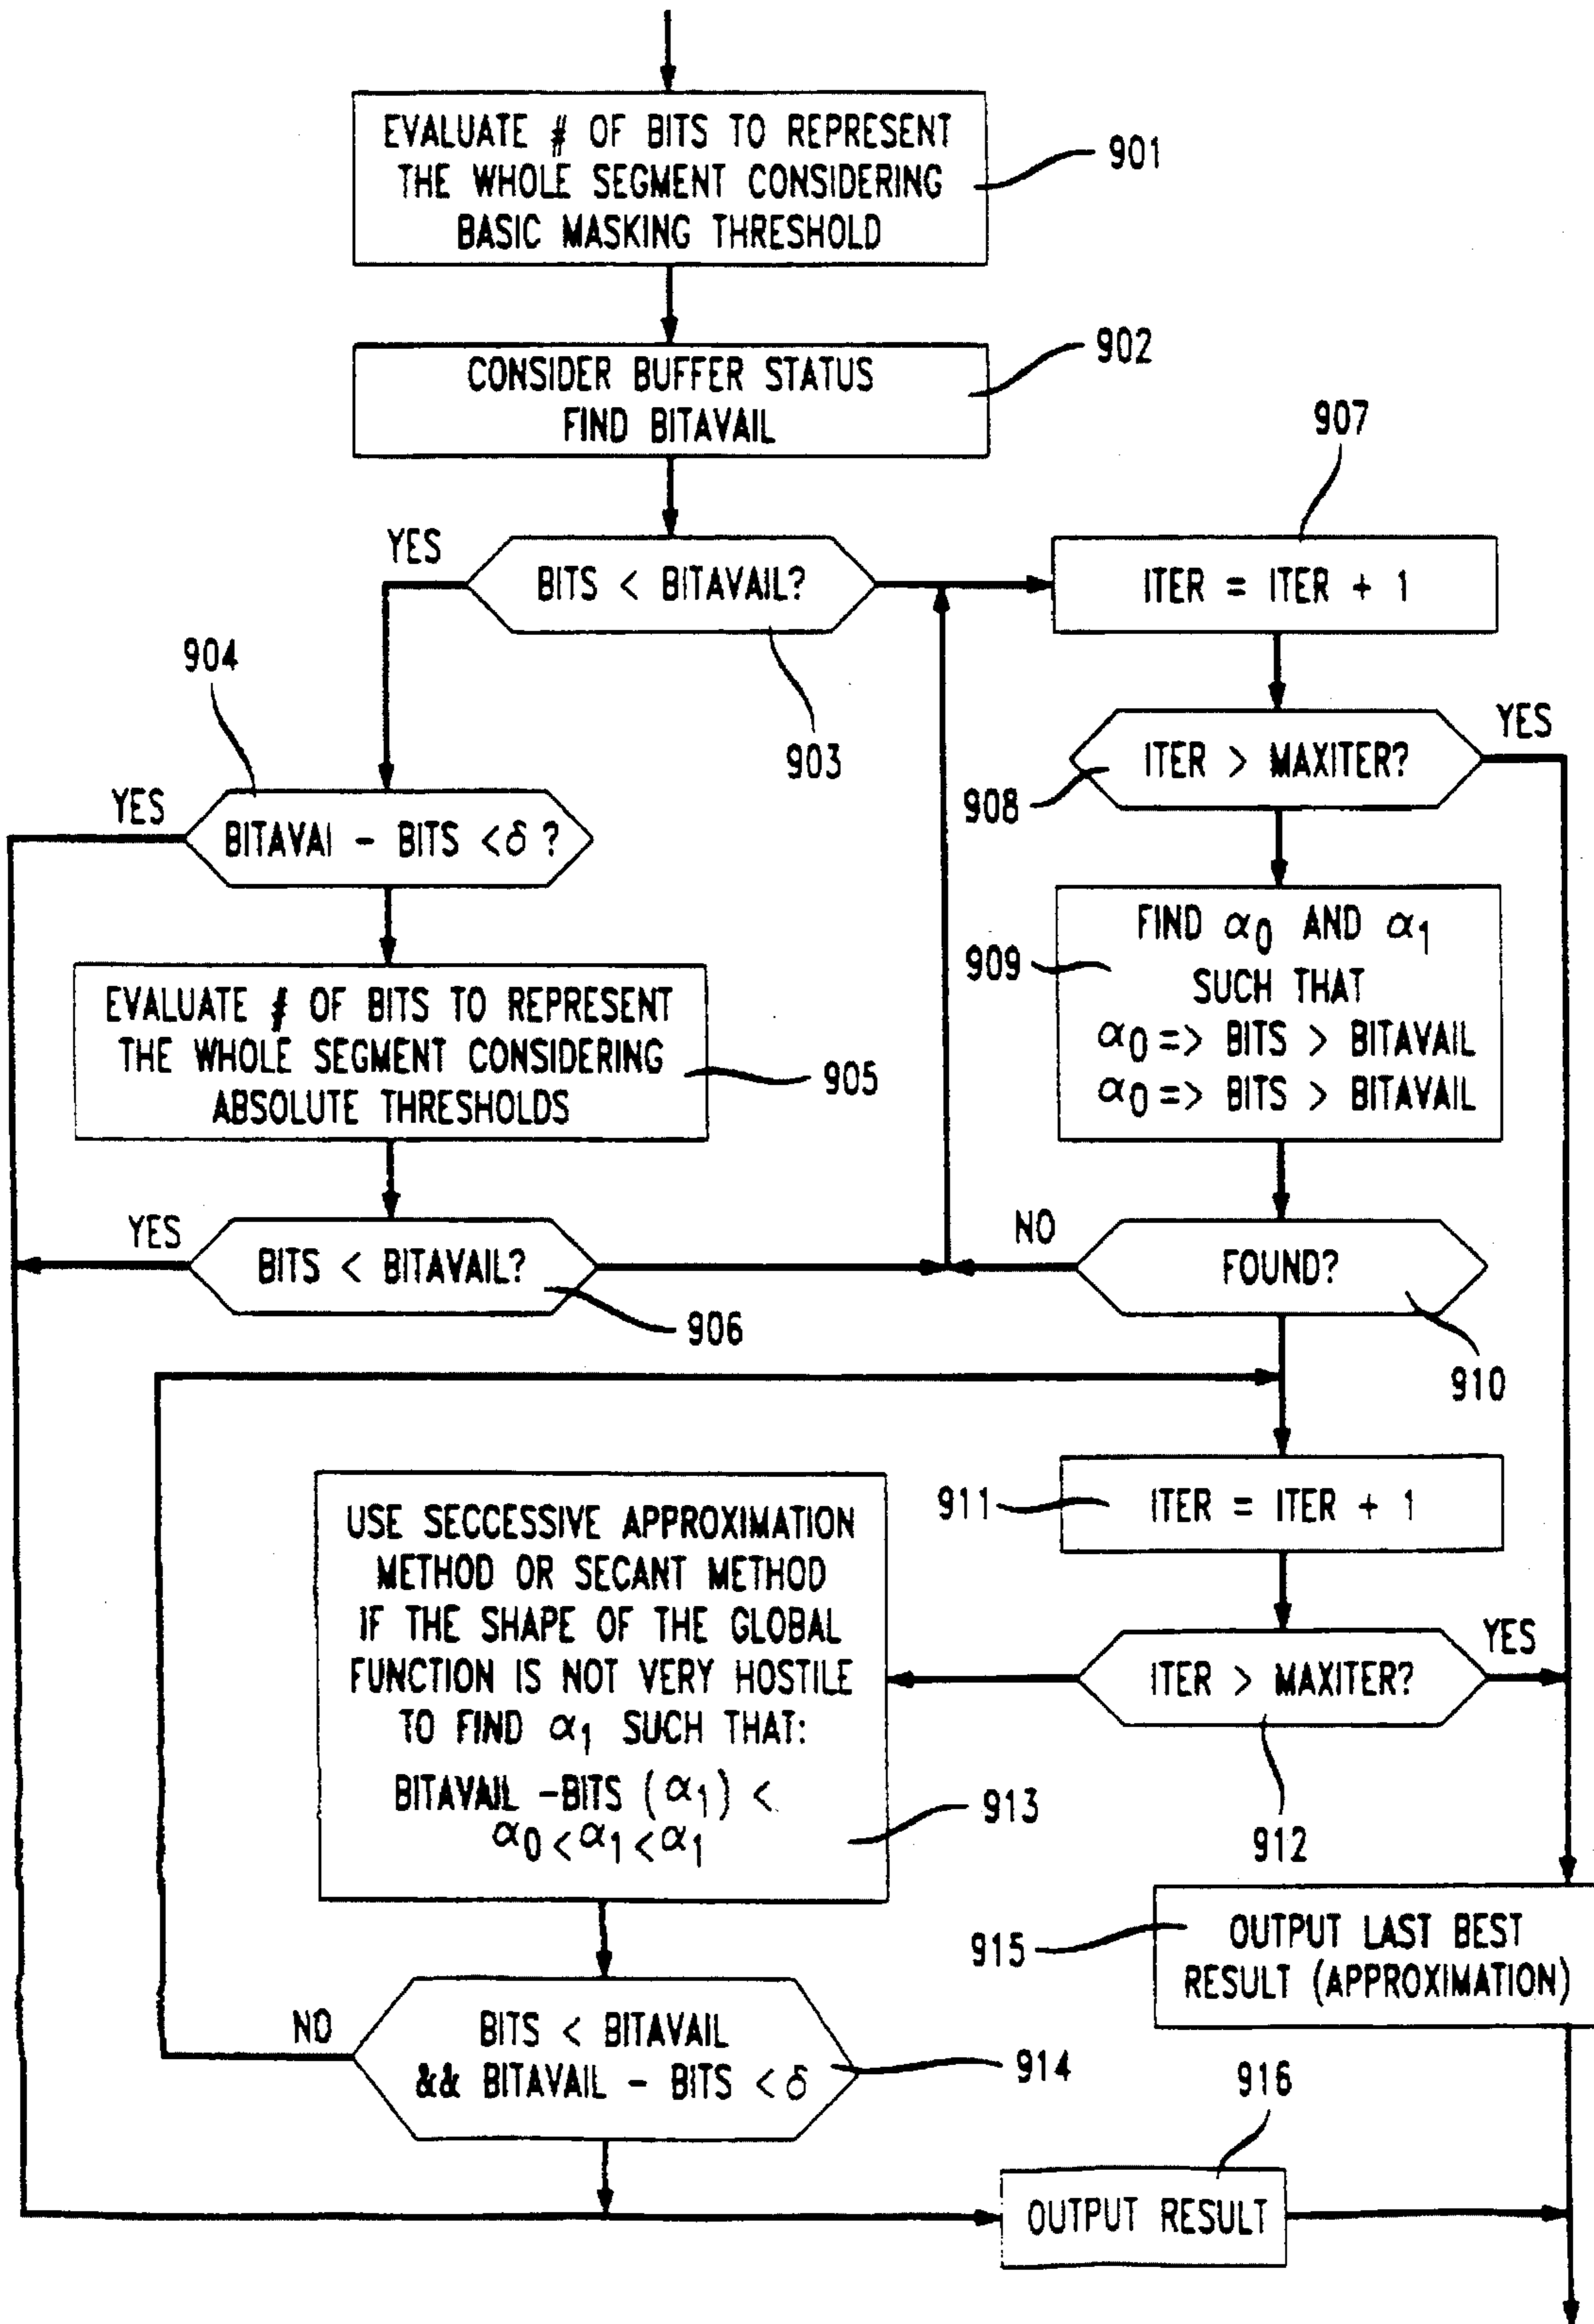 EVALUATE # OF BITS TO REPRESENT
THE WHOLE SEGMENT CONSIDERING
BASIC MASKING THRESHOLD
901
CONSIDER BUFFER STATUS
FIND BITAVAIL
902
907
YES
BITS < BITAVAIL?
ITER = ITER + 1
904
903
YES
ITER > MAXITER?
908
YES
BITAVAI - BITS <δ ?
FIND α0 AND α1
SUCH THAT
α0 => BITS > BITAVAIL
α0 => BITS > BITAVAIL
909
EVALUATE # OF BITS TO REPRESENT
THE WHOLE SEGMENT CONSIDERING
ABSOLUTE THRESHOLDS
905
YES
BITS < BITAVAIL?
906
NO
FOUND?
910
911
ITER = ITER + 1
USE SECCESSIVE APPROXIMATION
METHOD OR SECANT METHOD
IF THE SHAPE OF THE GLOBAL
FUNCTION IS NOT VERY HOSTILE
TO FIND α1 SUCH THAT:
BITAVAIL -BITS (α1) <
α0<α1<α1
913
YES
ITER > MAXITER?
912
915
OUTPUT LAST BEST
RESULT (APPROXIMATION)
NO
BITS < BITAVAIL
&& BITAVAIL - BITS <δ
914
916
OUTPUT RESULT